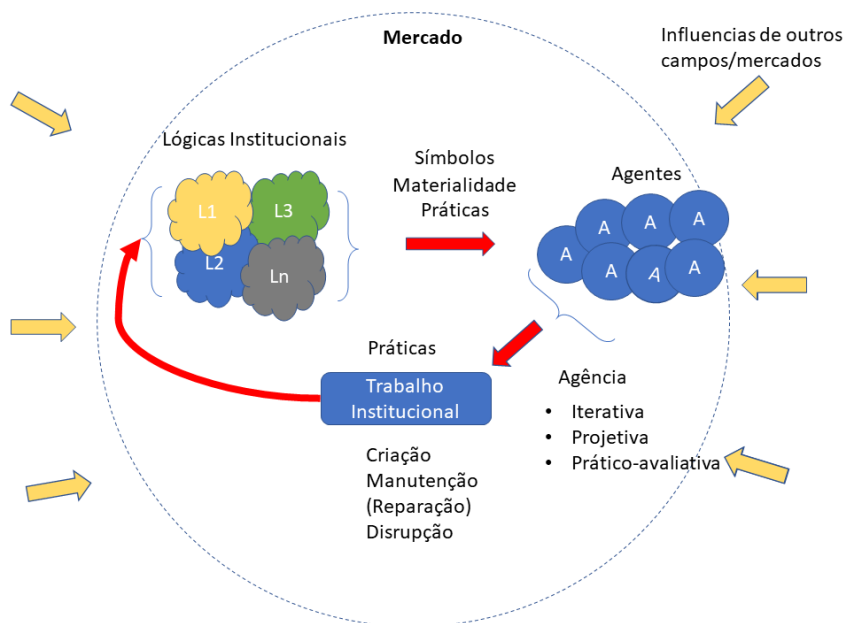 Mercado
Influencias de outros
campos/mercados
Lógicas Institucionais
L1
L3
L2
Ln
Símbolos
Materialidade
Práticas
Agentes
A
A
A
A
A
A
A
A
Práticas
Trabalho
Institucional
Criação
Manutenção
(Reparação)
Disrupção
Agência
• Iterativa
• Projetiva
• Prático-avaliativa